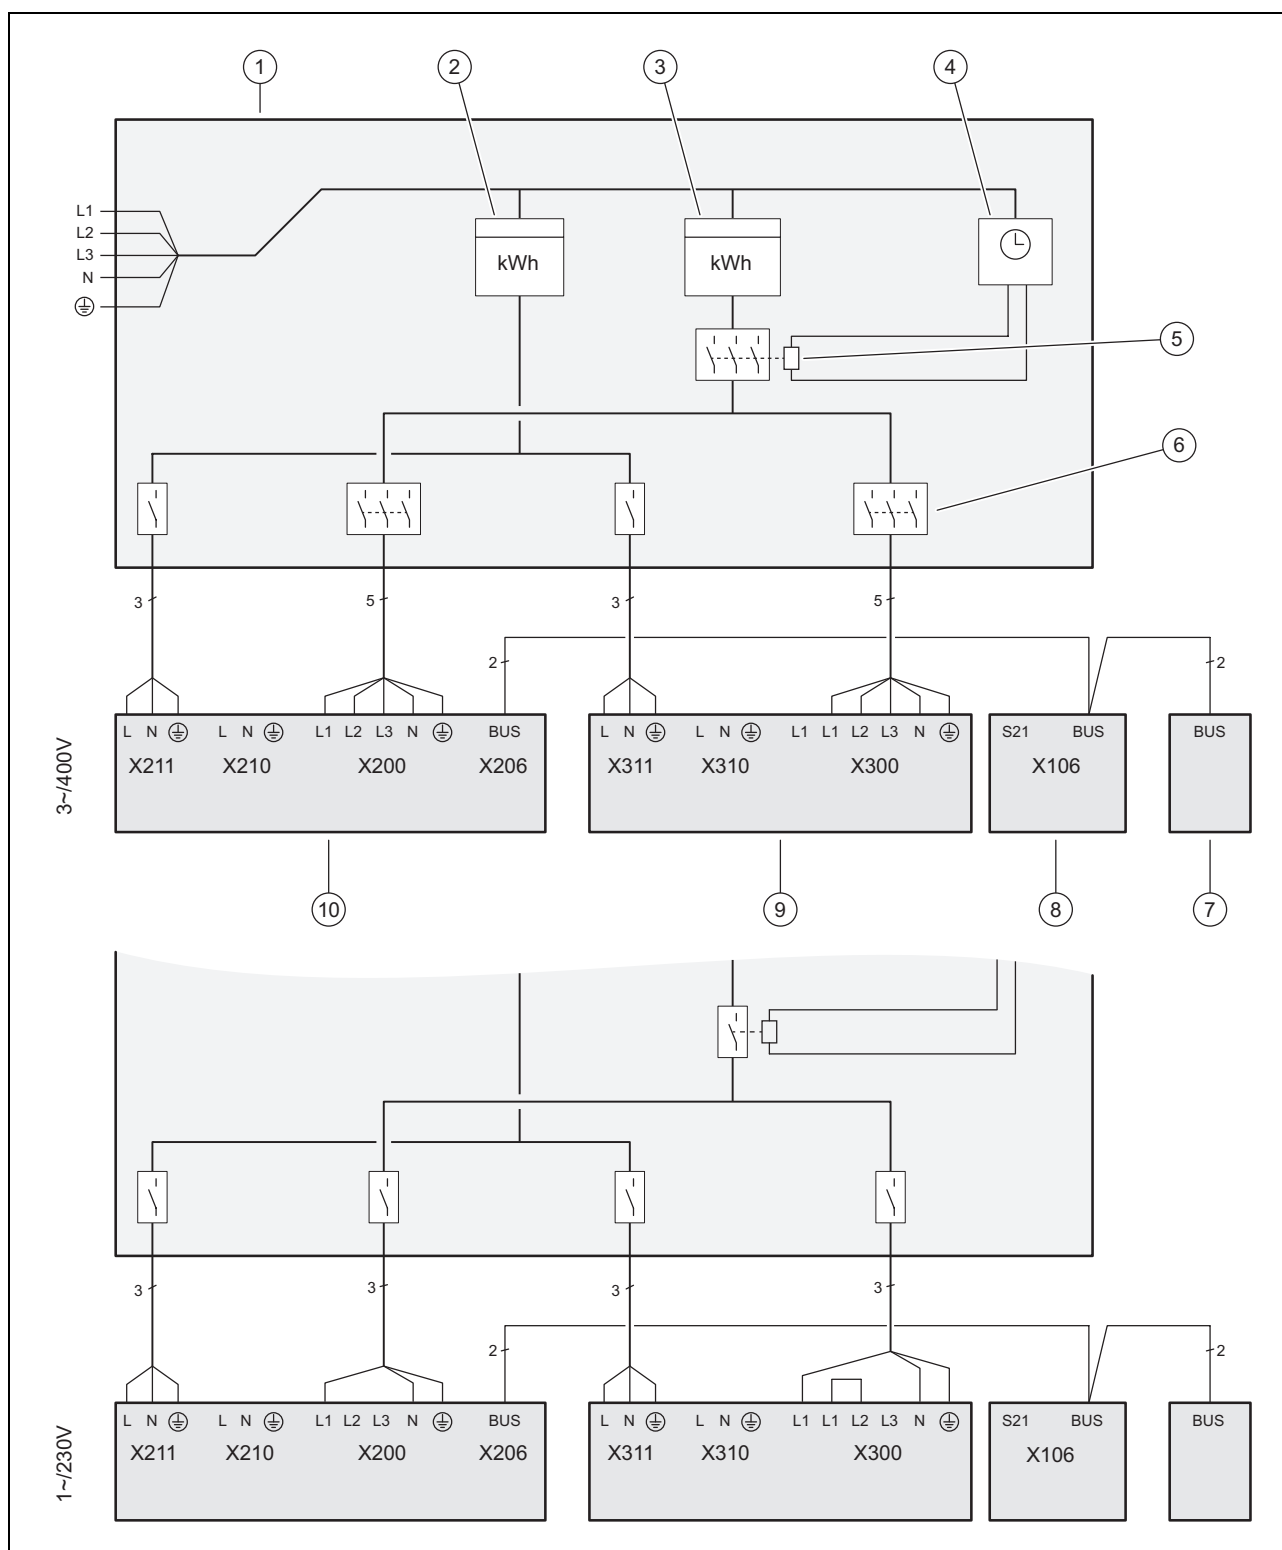 1 2 3 4
L1
L2
L3
N
kWh kWh
5
6
3 5 3 5
2 2
L N L N L1 L2 L3 N BUS L N L N L1 L1 L2 L3 N S21 BUS BUS
X211 X210 X200 X206 X311 X310 X300 X106
3~/400V
10 9 8 7
3 3 3 3
2 2
L N L N L1 L2 L3 N BUS L N L N L1 L1 L2 L3 N S21 BUS BUS
X211 X210 X200 X206 X311 X310 X300 X106
1~/230V